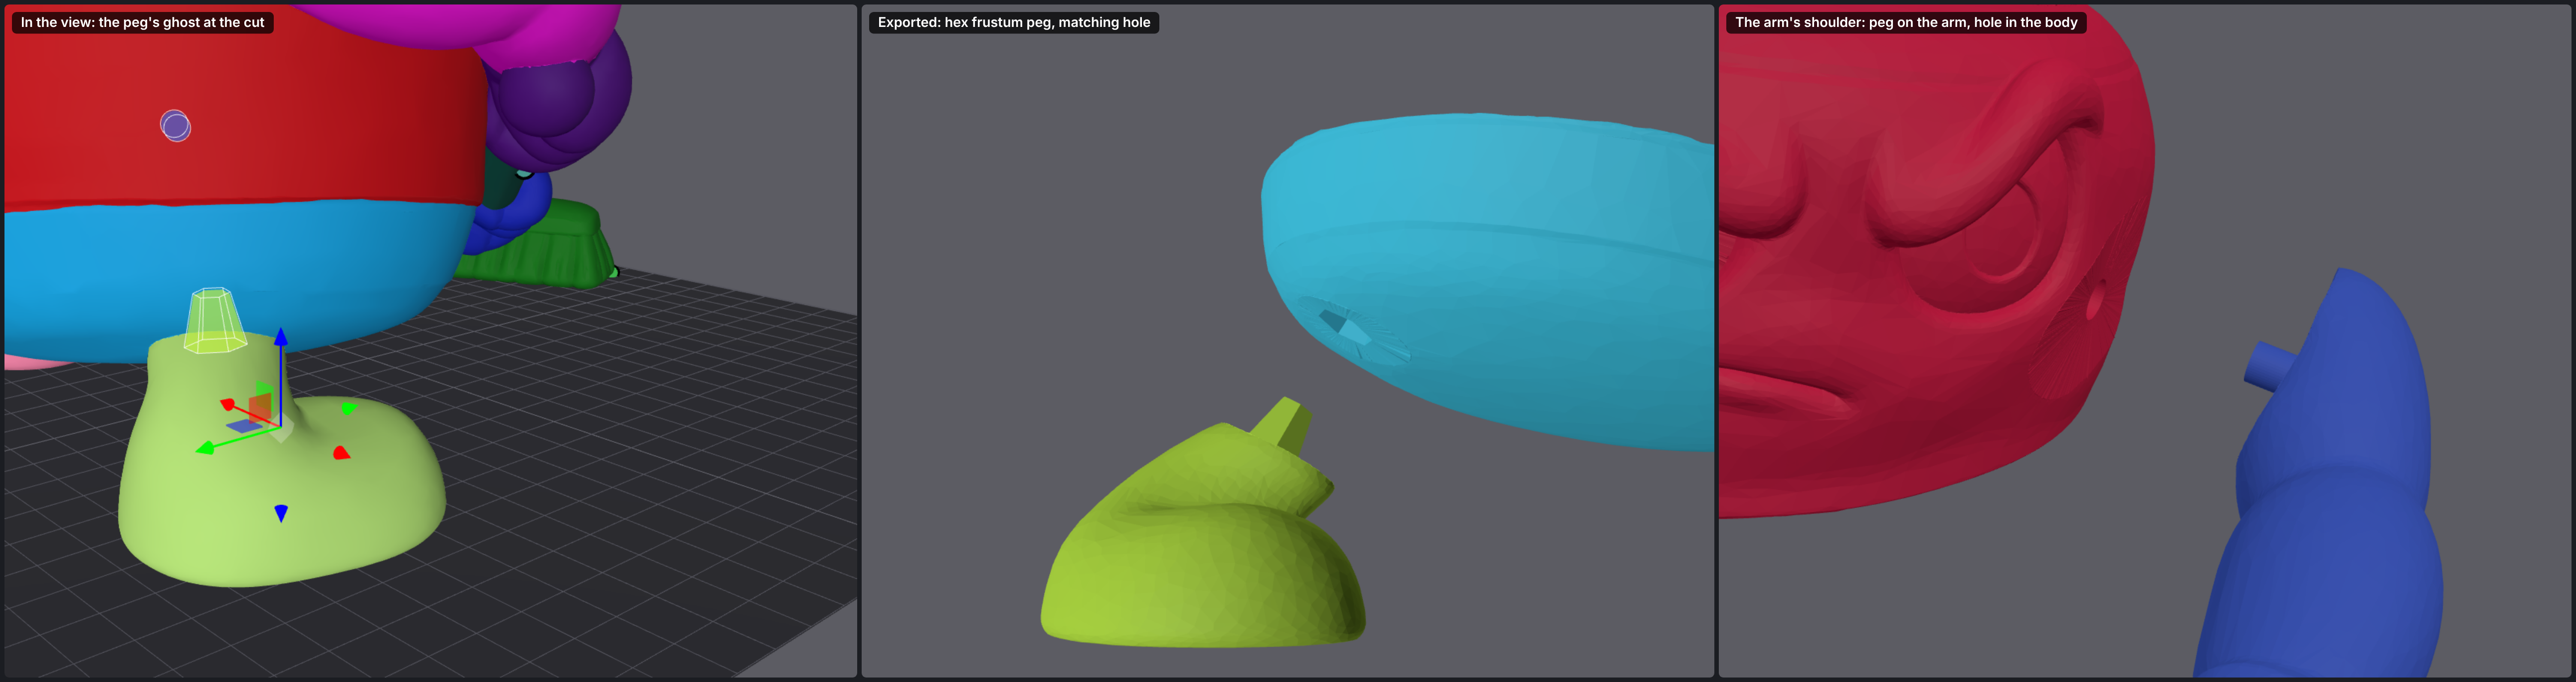 In the view: the peg's ghost at the cut
Exported: hex frustum peg, matching hole
The arm's shoulder: peg on the arm, hole in the body